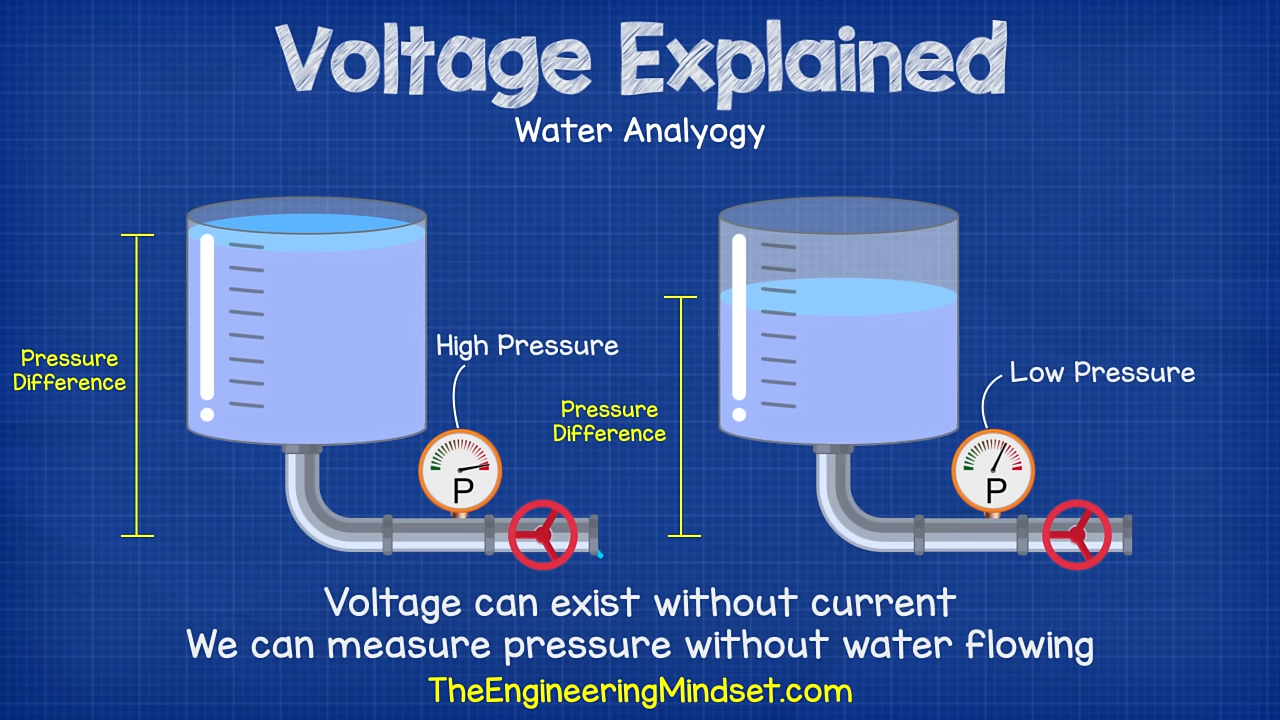 Voltage Explained
Water Analyogy
Pressure
Difference
High Pressure
P
Pressure
Difference
Low Pressure
P
Voltage can exist without current
We can measure pressure without water flowing
TheEngineeringMindset.com